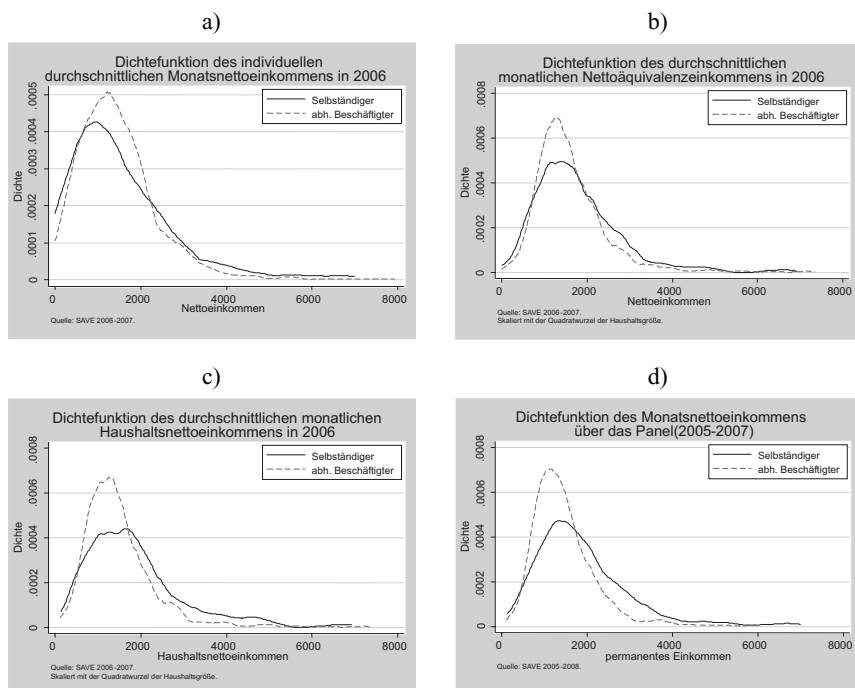 a)
Dichtefunktion des individuellen
durchschnittlichen Monatsnettoeinkommens in 2006
Selbständiger
abh. Beschäftigter
Dichte
0
.0001
.0002
.0003
.0004
.0005
0 2000 4000 6000 8000
Nettoeinkommen
Quelle: SAVE 2006-2007.
b)
Dichtefunktion des durchschnittlichen
monatlichen Nettoäquivalenzeinkommens in 2006
Selbständiger
abh. Beschäftigter
Dichte
0
.0002
.0004
.0006
.0008
0 2000 4000 6000 8000
Nettoeinkommen
Quelle: SAVE 2006-2007.
Skaliert mit der Quadratwurzel der Haushaltsgröße.
c)
Dichtefunktion des durchschnittlichen monatlichen
Haushaltsnettoeinkommens in 2006
Selbständiger
abh. Beschäftigter
Dichte
0
.0002
.0004
.0006
.0008
0 2000 4000 6000 8000
Haushaltsnettoeinkommen
Quelle: SAVE 2006-2007.
Skaliert mit der Quadratwurzel der Haushaltsgröße.
d)
Dichtefunktion des Monatsnettoeinkommens
über das Panel(2005-2007)
Selbständiger
abh. Beschäftigter
Dichte
0
.0002
.0004
.0006
.0008
0 2000 4000 6000 8000
permanentes Einkommen
Quelle: SAVE 2005-2008.